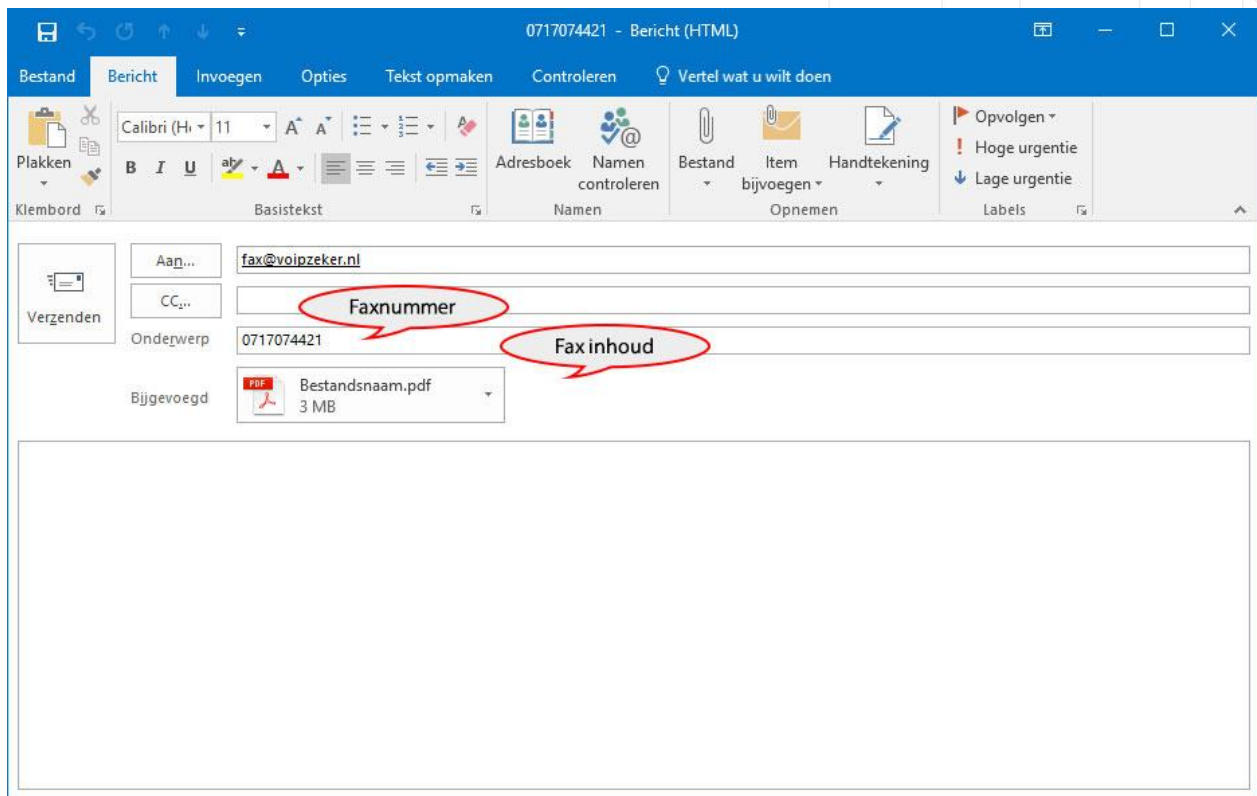 0717074421 - Bericht (HTML)
Bestand Bericht Invoegen Opties Tekst opmaken Controleren Vertel wat u wilt doen
Plakken
Klembord
Calibri (H 11 A A
B I U aby A
Basistekst
Adresboek Namen controleren
Namen
Bestand Item bijvoegen Handtekening
Opnemen
Opvolgen
Hoge urgentie
Lage urgentie
Labels
Verzenden
Aan... fax@voipzeker.nl
CC...
Faxnummer
Onderwerp 0717074421
Fax inhoud
Bijgevoegd
PDF
Bestandsnaam.pdf
3 MB